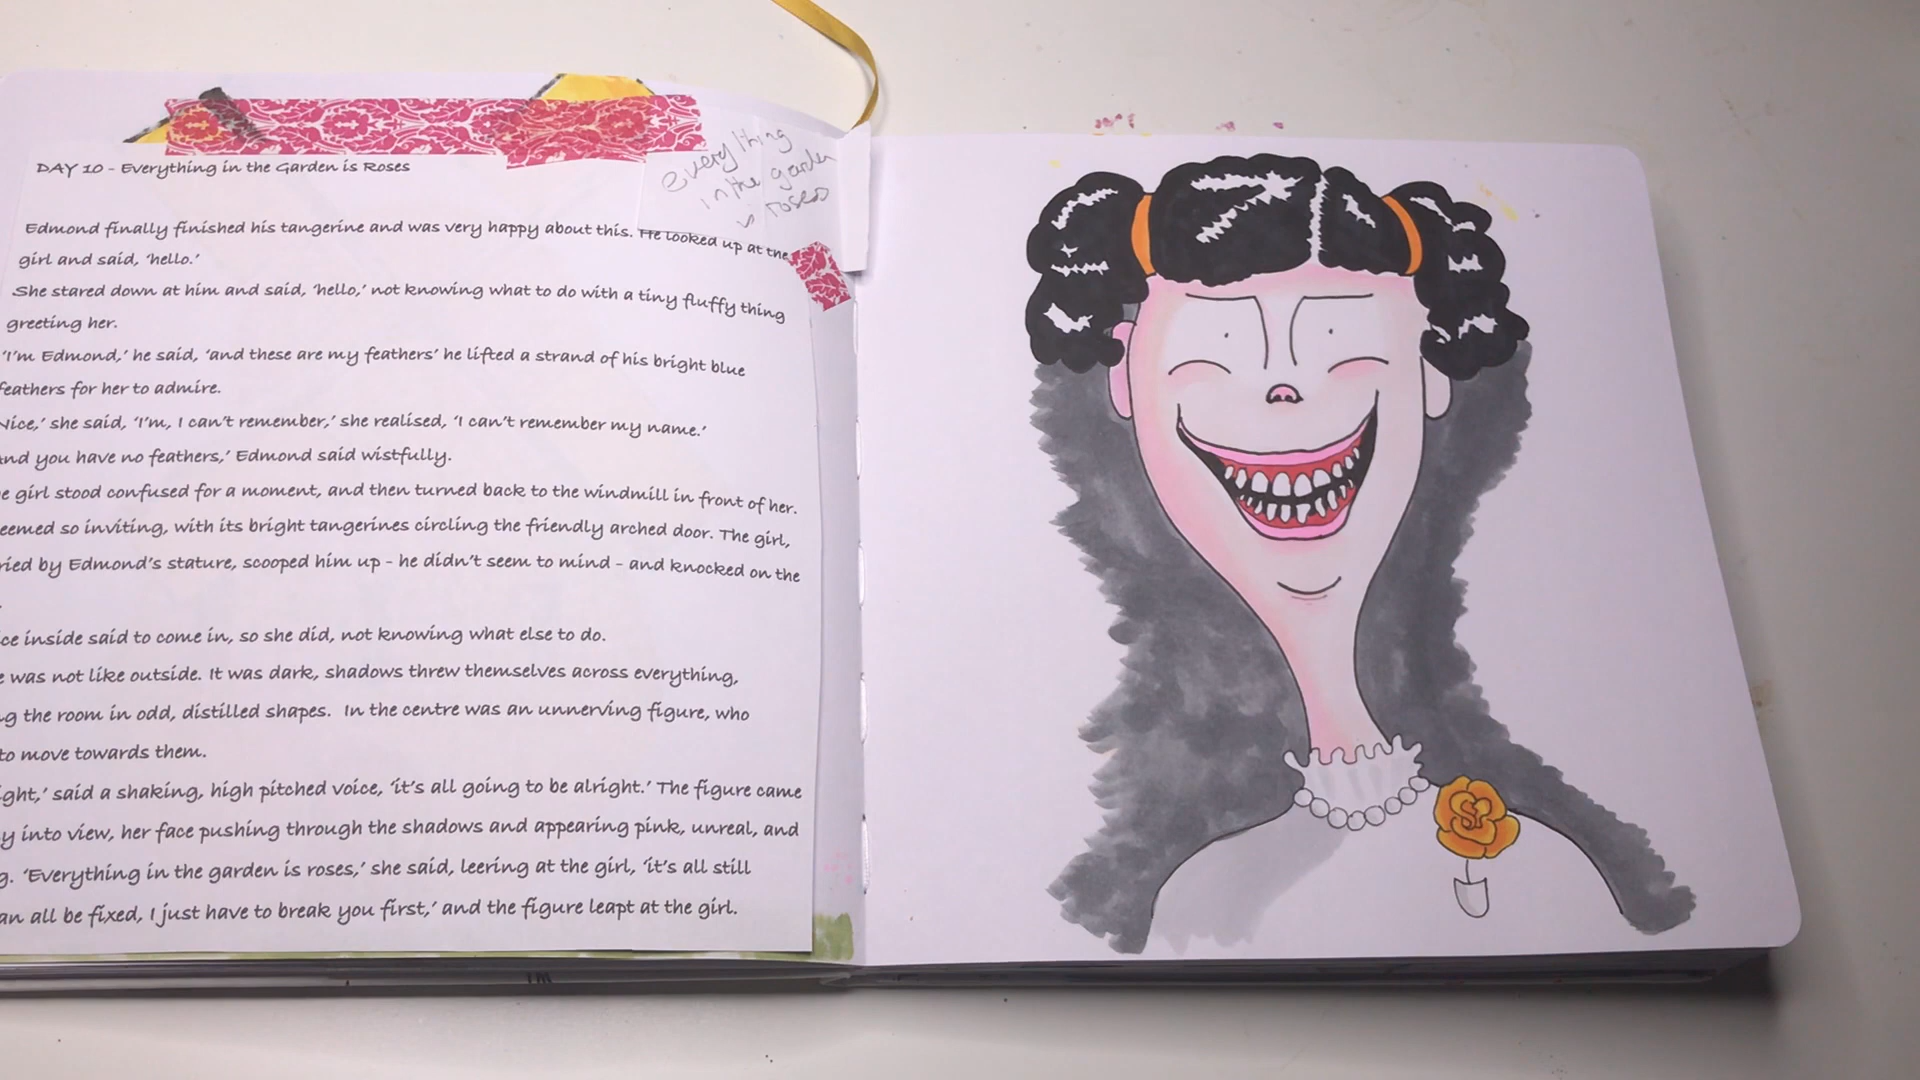 DAY 10 - Everything in the Garden is Roses
everything
in the garden
is roses
Edmond finally finished his tangerine and was very happy about this. He looked up at the
girl and said, 'hello.'
She stared down at him and said, 'hello,' not knowing what to do with a tiny fluffy thing
greeting her.
'I'm Edmond,' he said, 'and these are my feathers' he lifted a strand of his bright blue
feathers for her to admire.
Nice,' she said, 'I'm, I can't remember,' she realised, 'I can't remember my name.'
And you have no feathers,' Edmond said wistfully.
e girl stood confused for a moment, and then turned back to the windmill in front of her.
eemed so inviting, with its bright tangerines circling the friendly arched door. The girl,
ried by Edmond's stature, scooped him up - he didn't seem to mind - and knocked on the
.
ce inside said to come in, so she did, not knowing what else to do.
e was not like outside. It was dark, shadows threw themselves across everything,
ng the room in odd, distilled shapes. In the centre was an unnerving figure, who
to move towards them.
ight,' said a shaking, high pitched voice, 'it's all going to be alright.' The figure came
y into view, her face pushing through the shadows and appearing pink, unreal, and
g. 'Everything in the garden is roses,' she said, leering at the girl, 'it's all still
an all be fixed, I just have to break you first,' and the figure leapt at the girl.